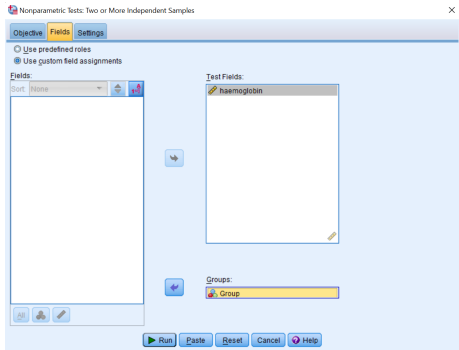 Nonparametric Tests: Two or More Independent Samples
Objective Fields Settings
Use predefined roles
Use custom field assignments
Fields:
Sort: None
Test Fields:
haemoglobin
Groups:
Group
All
Run Paste Reset Cancel Help